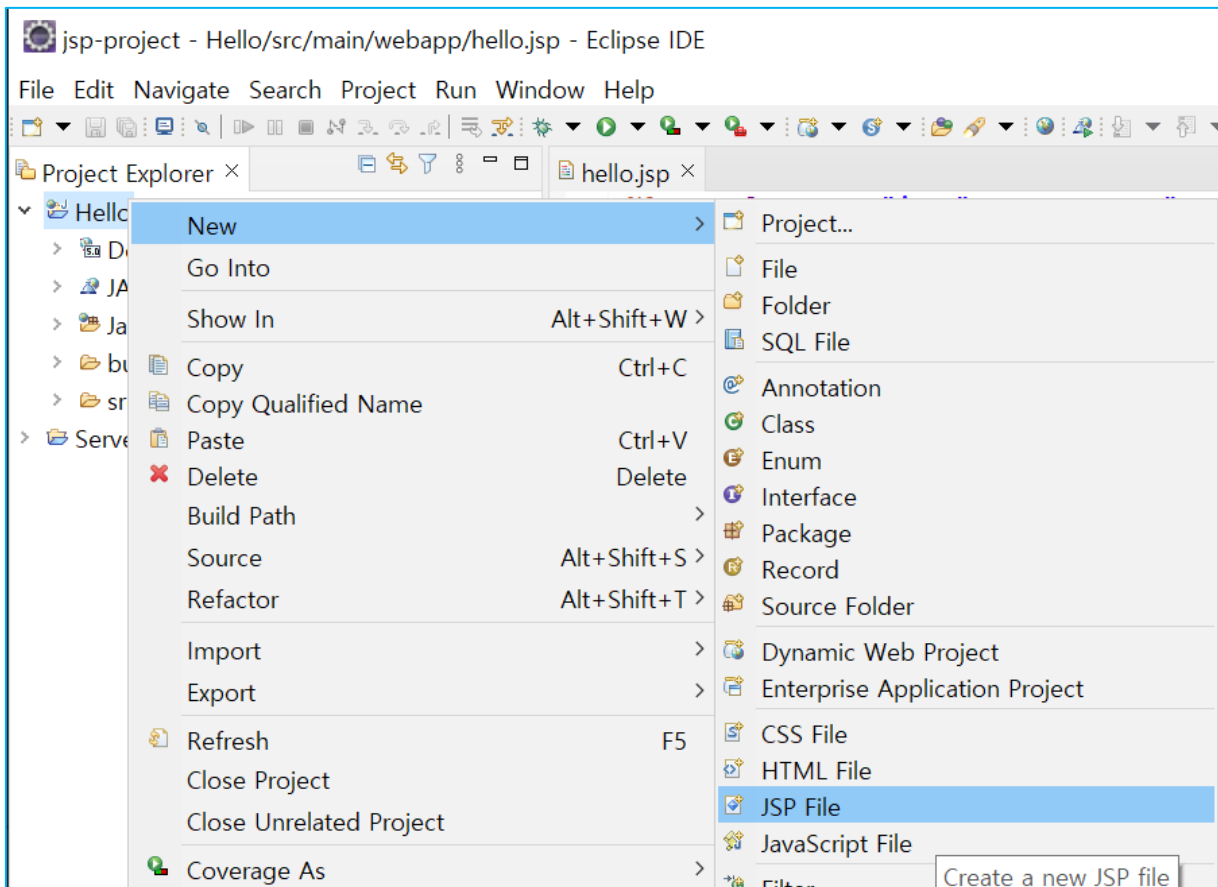 jsp-project - Hello/src/main/webapp/hello.jsp - Eclipse IDE
File Edit Navigate Search Project Run Window Help
Project Explorer
hello.jsp
Hello
New
Go Into
Show In Alt+Shift+W
Copy Ctrl+C
Copy Qualified Name
Paste Ctrl+V
Delete Delete
Build Path
Source Alt+Shift+S
Refactor Alt+Shift+T
Import
Export
Refresh F5
Close Project
Close Unrelated Project
Coverage As
Project...
File
Folder
SQL File
Annotation
Class
Enum
Interface
Package
Record
Source Folder
Dynamic Web Project
Enterprise Application Project
CSS File
HTML File
JSP File
JavaScript File
Create a new JSP file